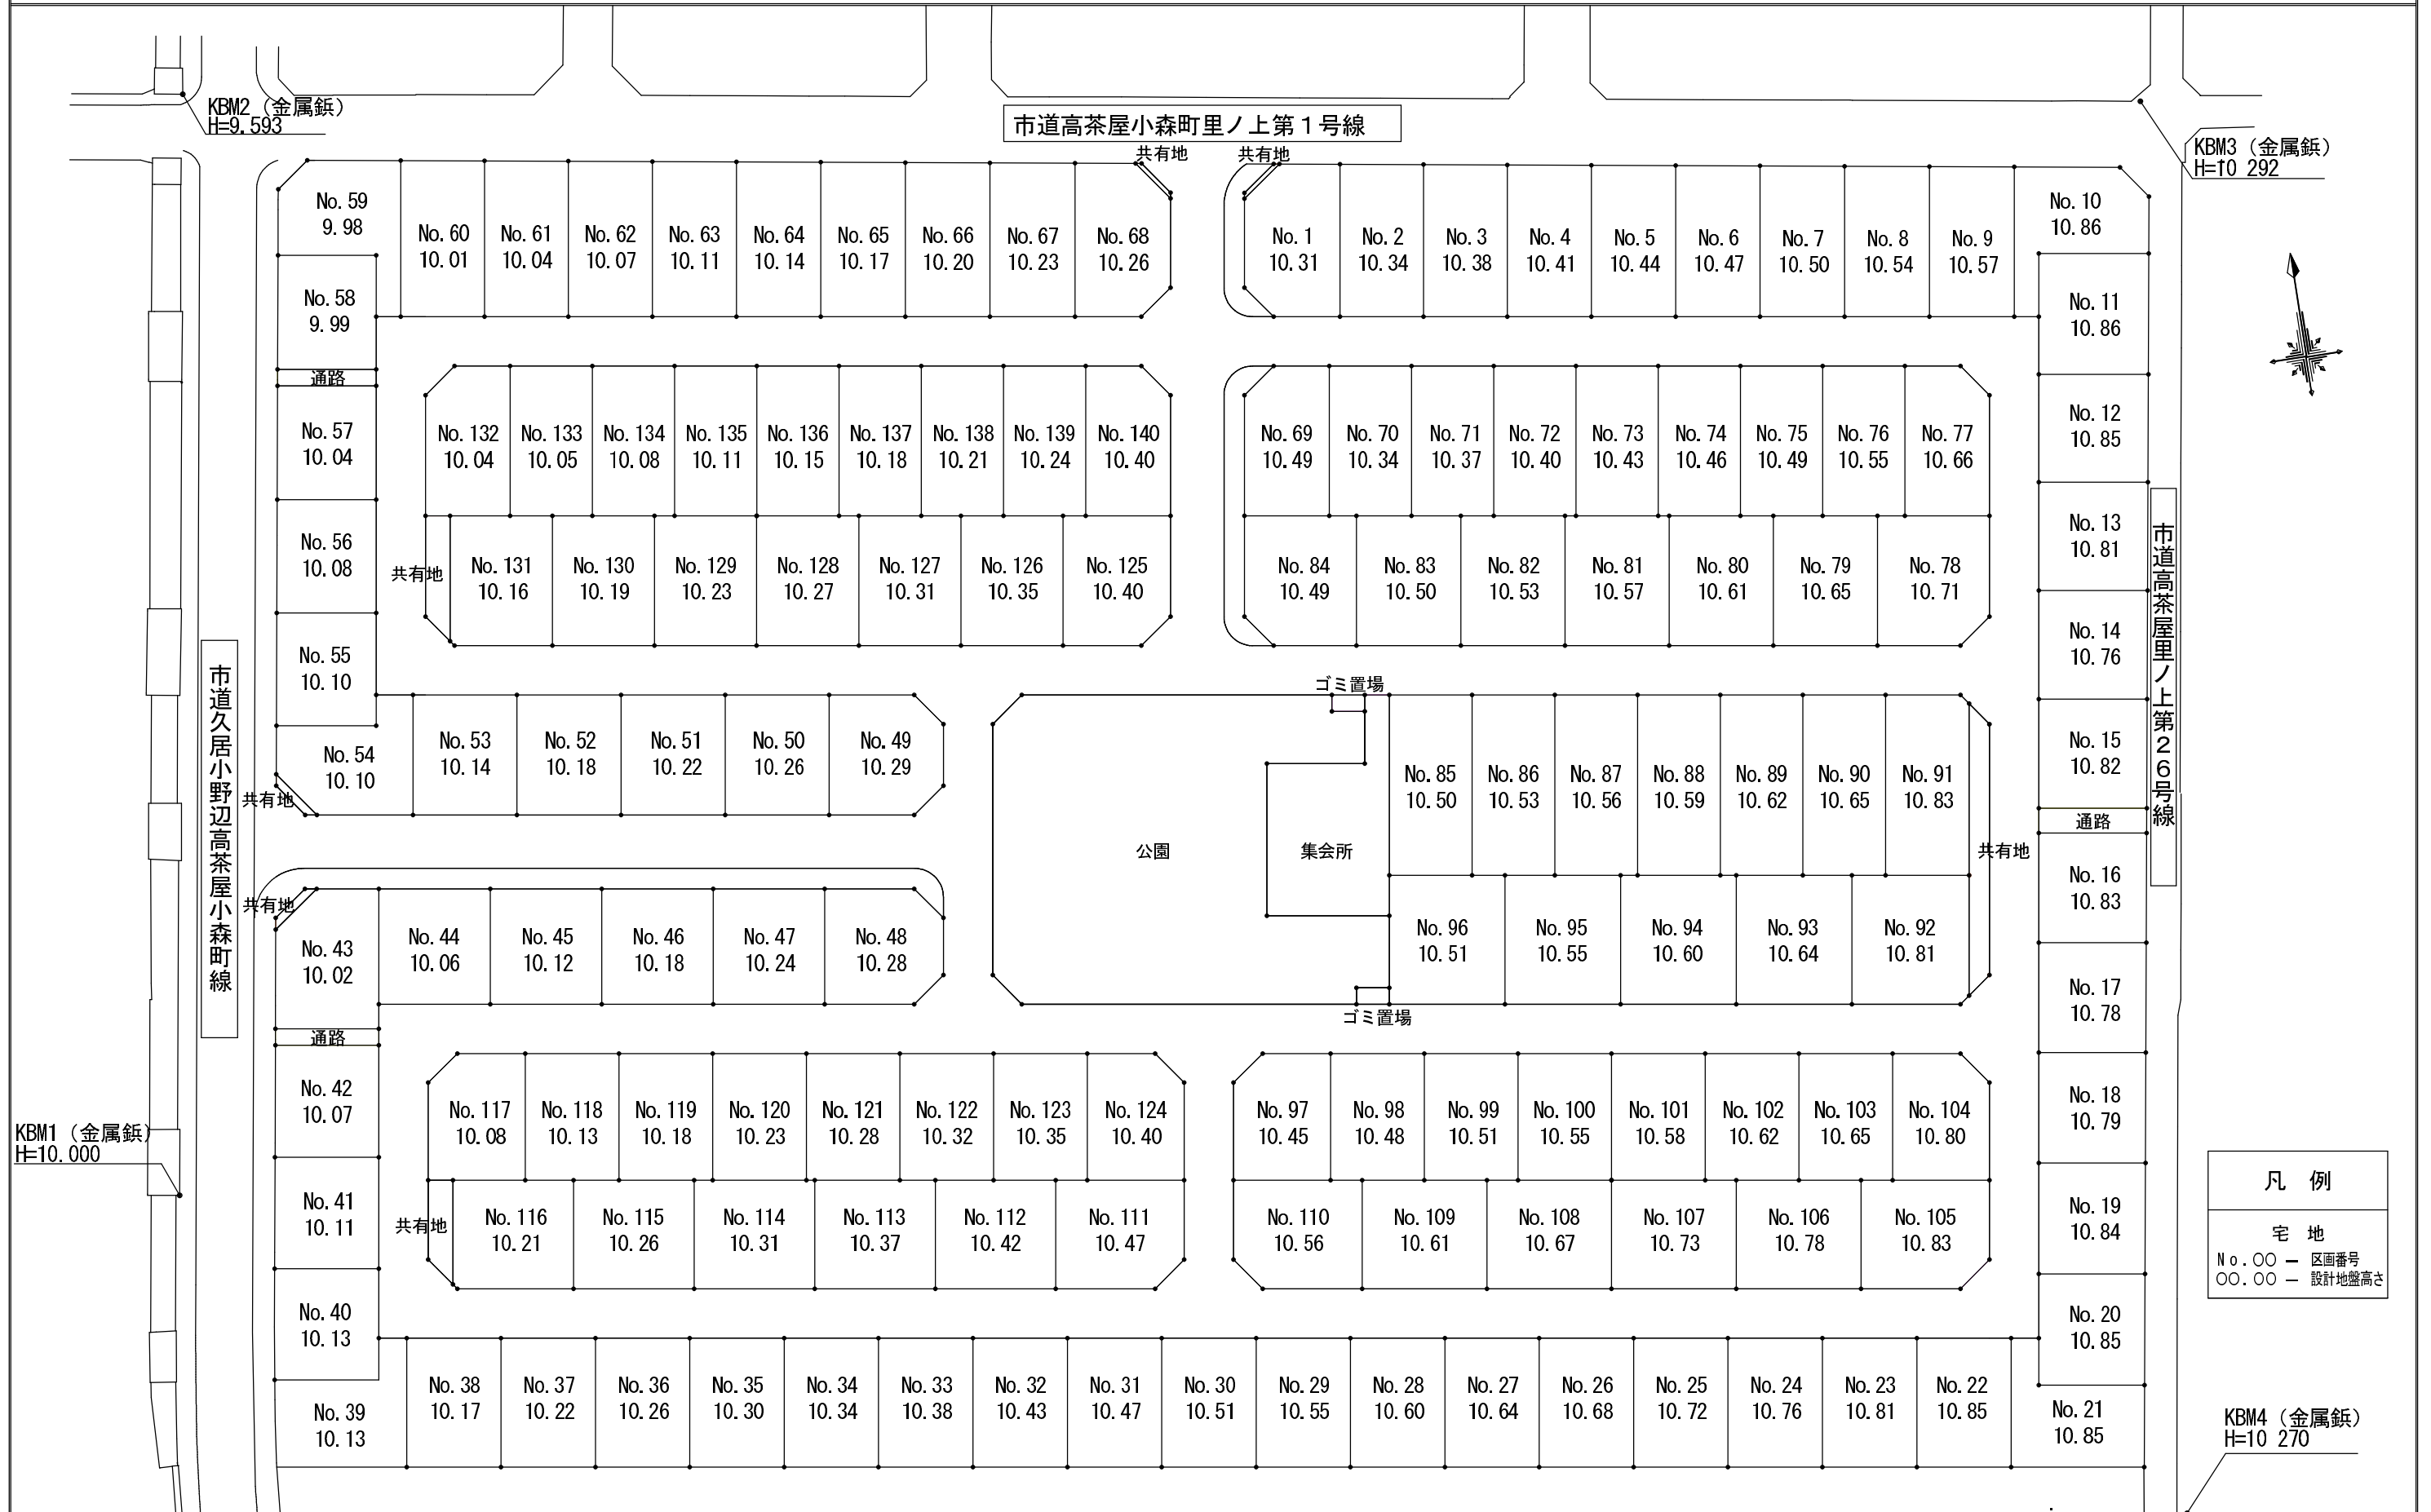 KBM2（金属鋲）
H=9.593
市道高茶屋小森町里ノ上第１号線
共有地
共有地
KBM3（金属鋲）
H=10 292
No.59
9.98
No.60
10.01
No.61
10.04
No.62
10.07
No.63
10.11
No.64
10.14
No.65
10.17
No.66
10.20
No.67
10.23
No.68
10.26
No.1
10.31
No.2
10.34
No.3
10.38
No.4
10.41
No.5
10.44
No.6
10.47
No.7
10.50
No.8
10.54
No.9
10.57
No.10
10.86
No.58
9.99
No.11
10.86
通路
No.57
10.04
No.132
10.04
No.133
10.05
No.134
10.08
No.135
10.11
No.136
10.15
No.137
10.18
No.138
10.21
No.139
10.24
No.140
10.40
No.69
10.49
No.70
10.34
No.71
10.37
No.72
10.40
No.73
10.43
No.74
10.46
No.75
10.49
No.76
10.55
No.77
10.66
No.12
10.85
No.56
10.08
共有地
No.131
10.16
No.130
10.19
No.129
10.23
No.128
10.27
No.127
10.31
No.126
10.35
No.125
10.40
No.84
10.49
No.83
10.50
No.82
10.53
No.81
10.57
No.80
10.61
No.79
10.65
No.78
10.71
No.13
10.81
市道高茶屋里ノ上第２６号線
No.14
10.76
No.55
10.10
市道久居小野辺高茶屋小森町線
ゴミ置場
No.54
10.10
共有地
No.53
10.14
No.52
10.18
No.51
10.22
No.50
10.26
No.49
10.29
No.85
10.50
No.86
10.53
No.87
10.56
No.88
10.59
No.89
10.62
No.90
10.65
No.91
10.83
No.15
10.82
通路
公園
集会所
共有地
No.16
10.83
共有地
No.43
10.02
No.44
10.06
No.45
10.12
No.46
10.18
No.47
10.24
No.48
10.28
No.96
10.51
No.95
10.55
No.94
10.60
No.93
10.64
No.92
10.81
No.17
10.78
通路
ゴミ置場
No.42
10.07
No.117
10.08
No.118
10.13
No.119
10.18
No.120
10.23
No.121
10.28
No.122
10.32
No.123
10.35
No.124
10.40
No.97
10.45
No.98
10.48
No.99
10.51
No.100
10.55
No.101
10.58
No.102
10.62
No.103
10.65
No.104
10.80
No.18
10.79
KBM1（金属鋲）
H=10.000
No.41
10.11
共有地
No.116
10.21
No.115
10.26
No.114
10.31
No.113
10.37
No.112
10.42
No.111
10.47
No.110
10.56
No.109
10.61
No.108
10.67
No.107
10.73
No.106
10.78
No.105
10.83
No.19
10.84
凡 例
宅 地
No.○○ － 区画番号
○○.○○ － 設計地盤高さ
No.40
10.13
No.20
10.85
No.39
10.13
No.38
10.17
No.37
10.22
No.36
10.26
No.35
10.30
No.34
10.34
No.33
10.38
No.32
10.43
No.31
10.47
No.30
10.51
No.29
10.55
No.28
10.60
No.27
10.64
No.26
10.68
No.25
10.72
No.24
10.76
No.23
10.81
No.22
10.85
No.21
10.85
KBM4（金属鋲）
H=10 270